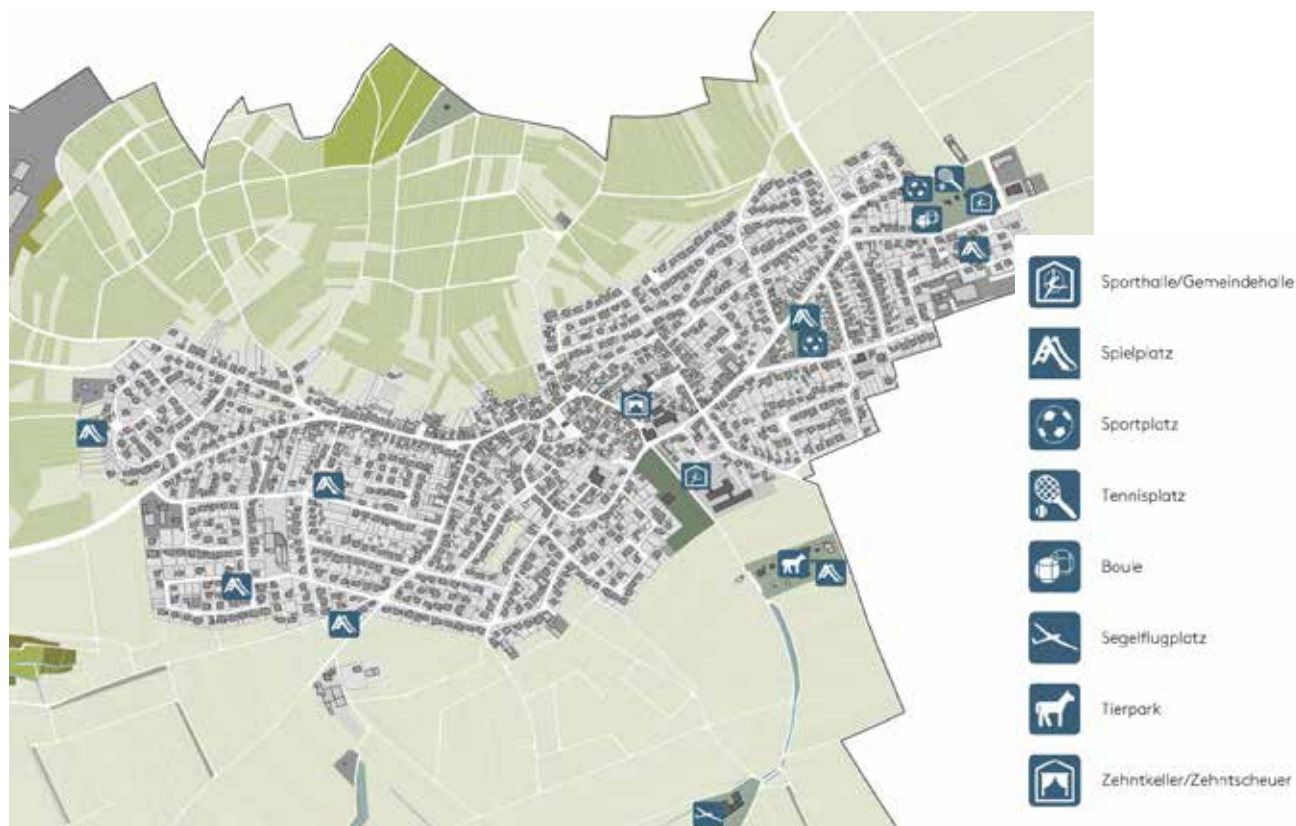 Sporthalle/Gemeindehalle
Spielplatz
Sportplatz
Tennisplatz
Boule
Segelflugplatz
Tierpark
Zehntkeller/Zehntscheuer